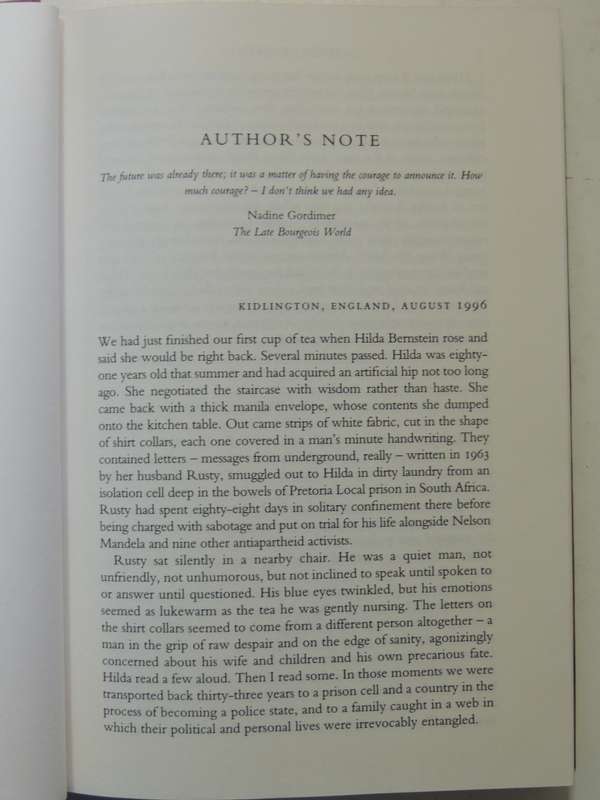 AUTHOR'S NOTE
The future was already there; it was a matter of having the courage to announce it. How
much courage? – I don't think we had any idea.
Nadine Gordimer
The Late Bourgeois World
KIDLINGTON, ENGLAND, AUGUST 1996
We had just finished our first cup of tea when Hilda Bernstein rose and
said she would be right back. Several minutes passed. Hilda was eighty-
one years old that summer and had acquired an artificial hip not too long
ago. She negotiated the staircase with wisdom rather than haste. She
came back with a thick manila envelope, whose contents she dumped
onto the kitchen table. Out came strips of white fabric, cut in the shape
of shirt collars, each one covered in a man's minute handwriting. They
contained letters – messages from underground, really – written in 1963
by her husband Rusty, smuggled out to Hilda in dirty laundry from an
isolation cell deep in the bowels of Pretoria Local prison in South Africa.
Rusty had spent eighty-eight days in solitary confinement there before
being charged with sabotage and put on trial for his life alongside Nelson
Mandela and nine other antiapartheid activists.
Rusty sat silently in a nearby chair. He was a quiet man, not
unfriendly, not unhumorous, but not inclined to speak until spoken to
or answer until questioned. His blue eyes twinkled, but his emotions
seemed as lukewarm as the tea he was gently nursing. The letters on
the shirt collars seemed to come from a different person altogether – a
man in the grip of raw despair and on the edge of sanity, agonizingly
concerned about his wife and children and his own precarious fate.
Hilda read a few aloud. Then I read some. In those moments we were
transported back thirty-three years to a prison cell and a country in the
process of becoming a police state, and to a family caught in a web in
which their political and personal lives were irrevocably entangled.